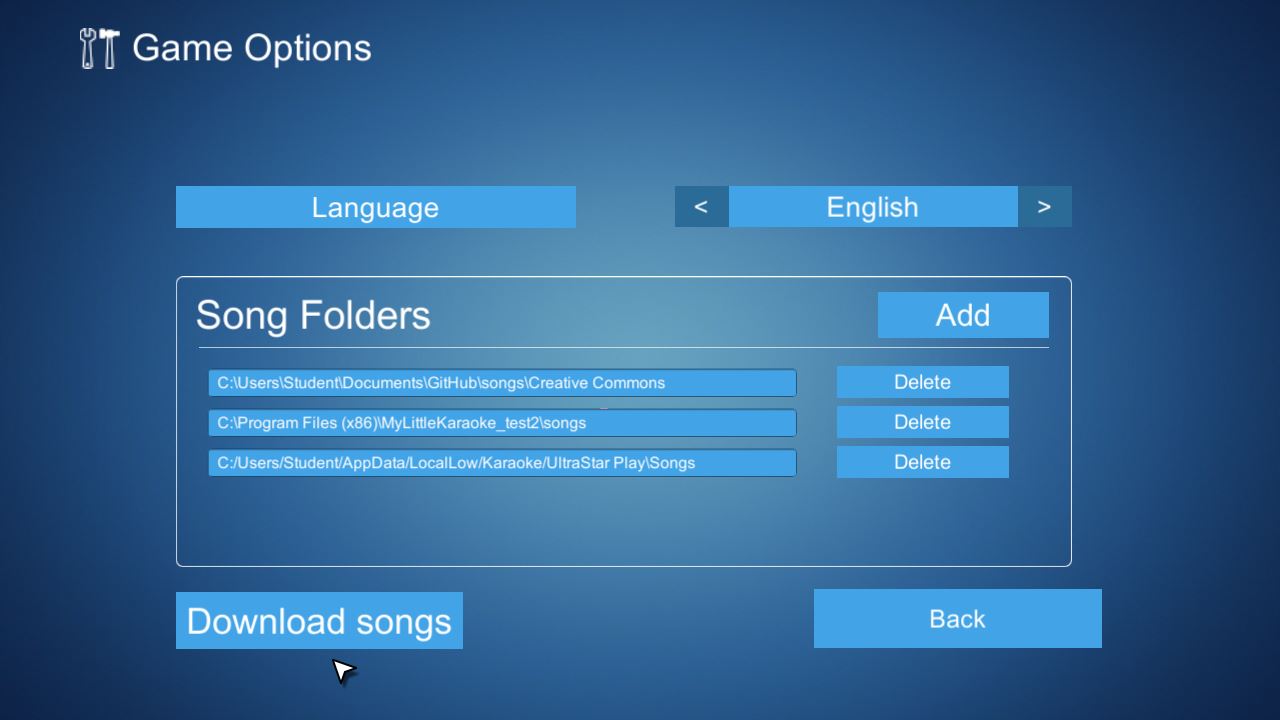 Game Options
Language < English >
Song Folders Add
C:\Users\Student\Documents\GitHub\songs\Creative Commons Delete
C:\Program Files (x86)\MyLittleKaraoke_test2\songs Delete
C:/Users/Student/AppData/LocalLow/Karaoke/UltraStar Play\Songs Delete
Download songs Back